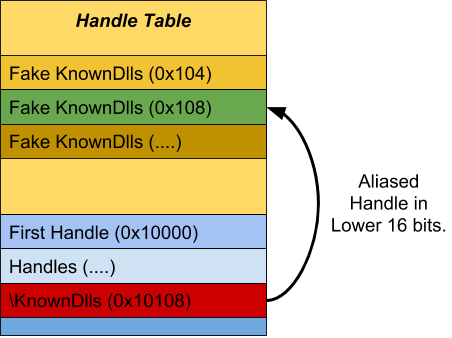 Handle Table
Fake KnownDlls (0x104)
Fake KnownDlls (0x108)
Fake KnownDlls (....)
First Handle (0x10000)
Handles (....)
\KnownDlls (0x10108)
Aliased
Handle in
Lower 16 bits.